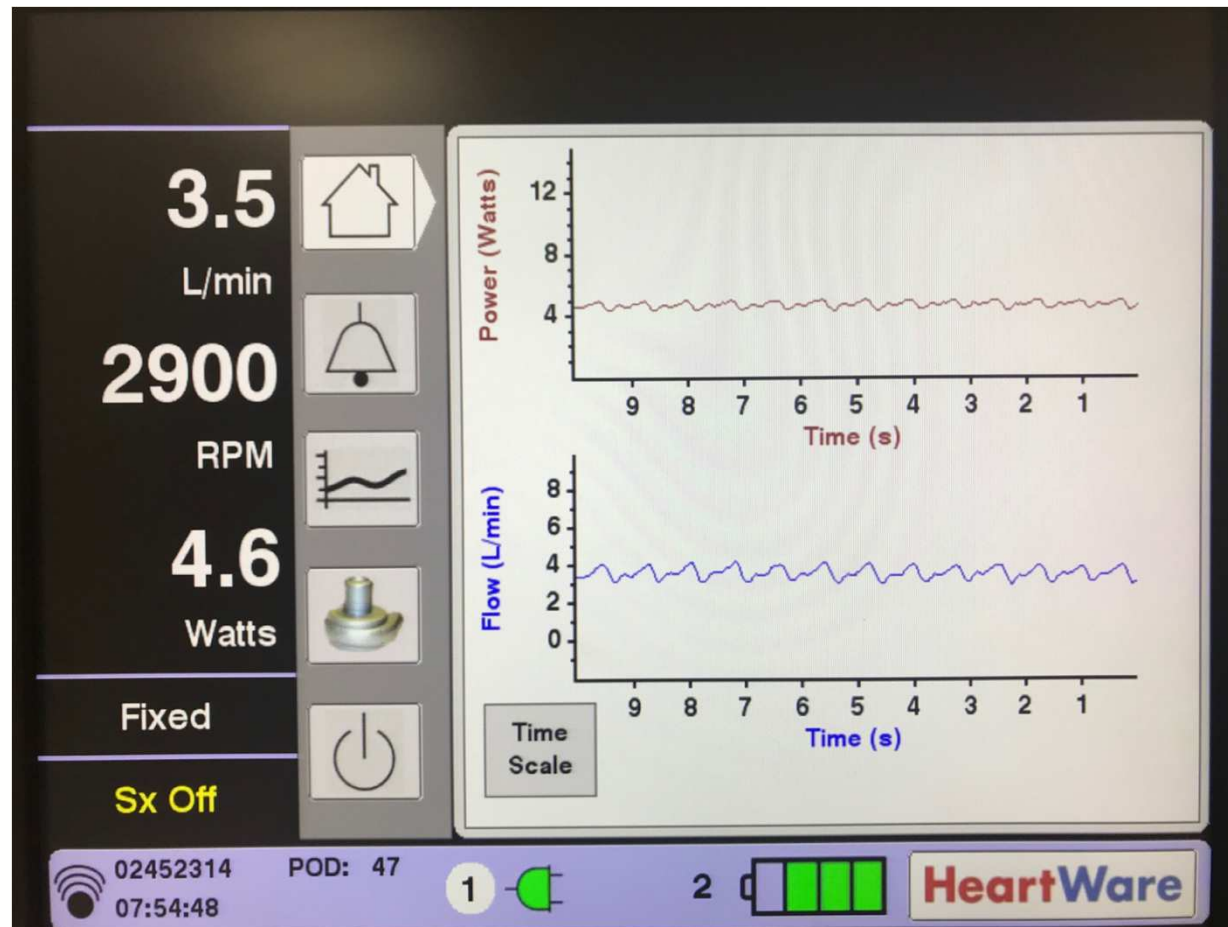 3.5
L/min
2900
RPM
4.6
Watts
Fixed
Sx Off
Power (Watts)
12
8
4
9 8 7 6 5 4 3 2 1
Time (s)
Flow (L/min)
8
6
4
2
0
9 8 7 6 5 4 3 2 1
Time (s)
Time
Scale
02452314 POD: 47
07:54:48
1
2
HeartWare